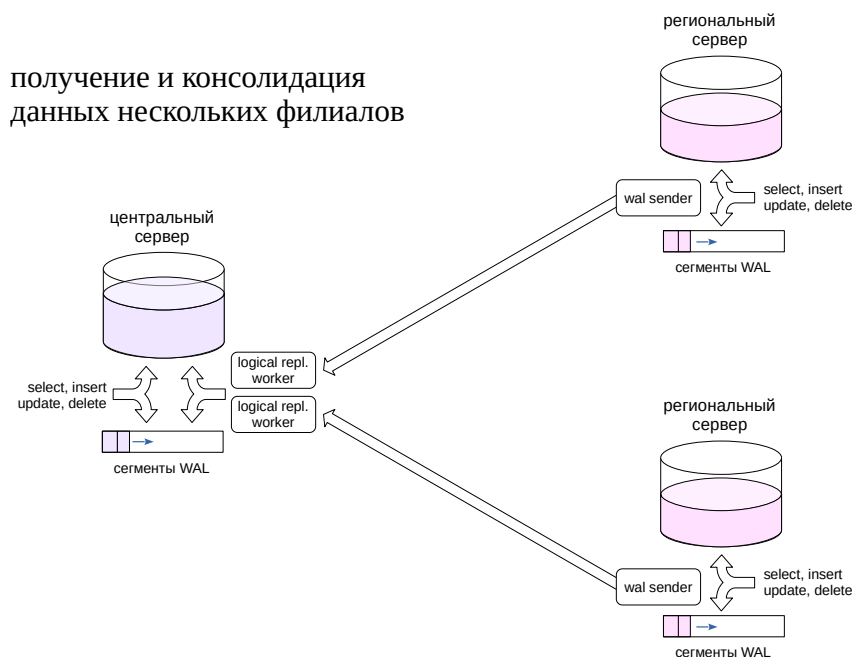 получение и консолидация
данных нескольких филиалов
региональный
сервер
wal sender
select, insert
update, delete
сегменты WAL
центральный
сервер
logical repl.
worker
select, insert
update, delete
logical repl.
worker
сегменты WAL
региональный
сервер
wal sender
select, insert
update, delete
сегменты WAL